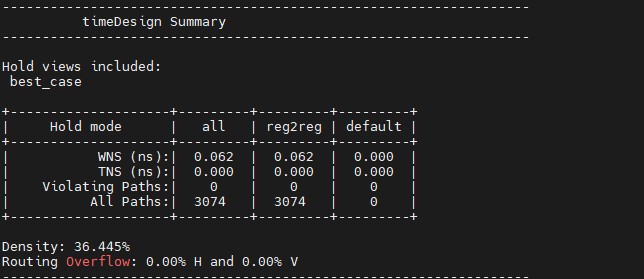 ------------------------------------------------------------------
          timeDesign Summary
------------------------------------------------------------------
Hold views included:
 best_case
+--------------------+---------+---------+---------+
|     Hold mode      |   all   | reg2reg | default |
+--------------------+---------+---------+---------+
|           WNS (ns):|  0.062  |  0.062  |  0.000  |
|           TNS (ns):|  0.000  |  0.000  |  0.000  |
|    Violating Paths:|    0    |    0    |    0    |
|          All Paths:|  3074   |  3074   |    0    |
+--------------------+---------+---------+---------+
Density: 36.445%
Routing Overflow: 0.00% H and 0.00% V
------------------------------------------------------------------